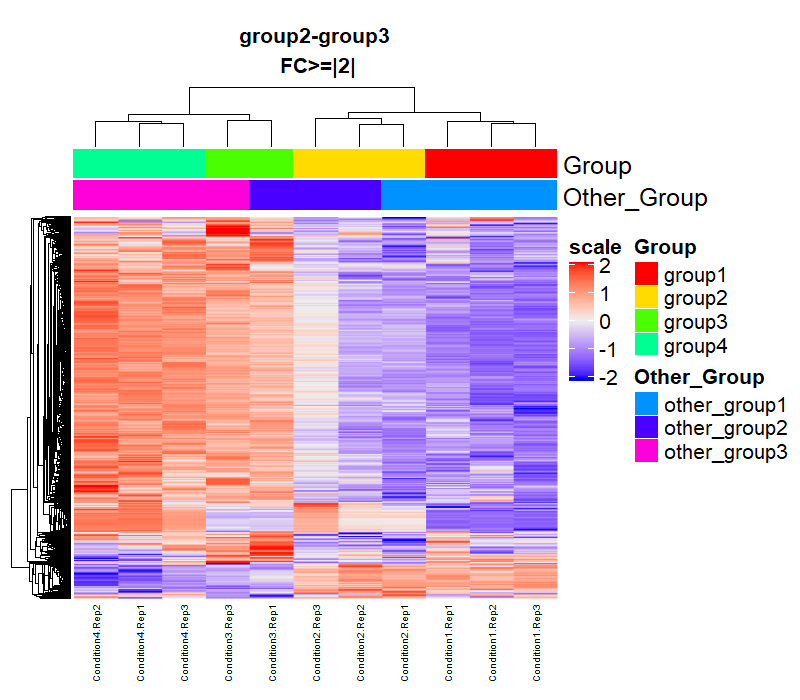 group2-group3
FC>=|2|
Group
Other_Group
scale
2
1
0
-1
-2
Group
group1
group2
group3
group4
Other_Group
other_group1
other_group2
other_group3
Condition4.Rep2
Condition4.Rep1
Condition4.Rep3
Condition3.Rep3
Condition3.Rep1
Condition2.Rep3
Condition2.Rep2
Condition2.Rep1
Condition1.Rep1
Condition1.Rep2
Condition1.Rep3